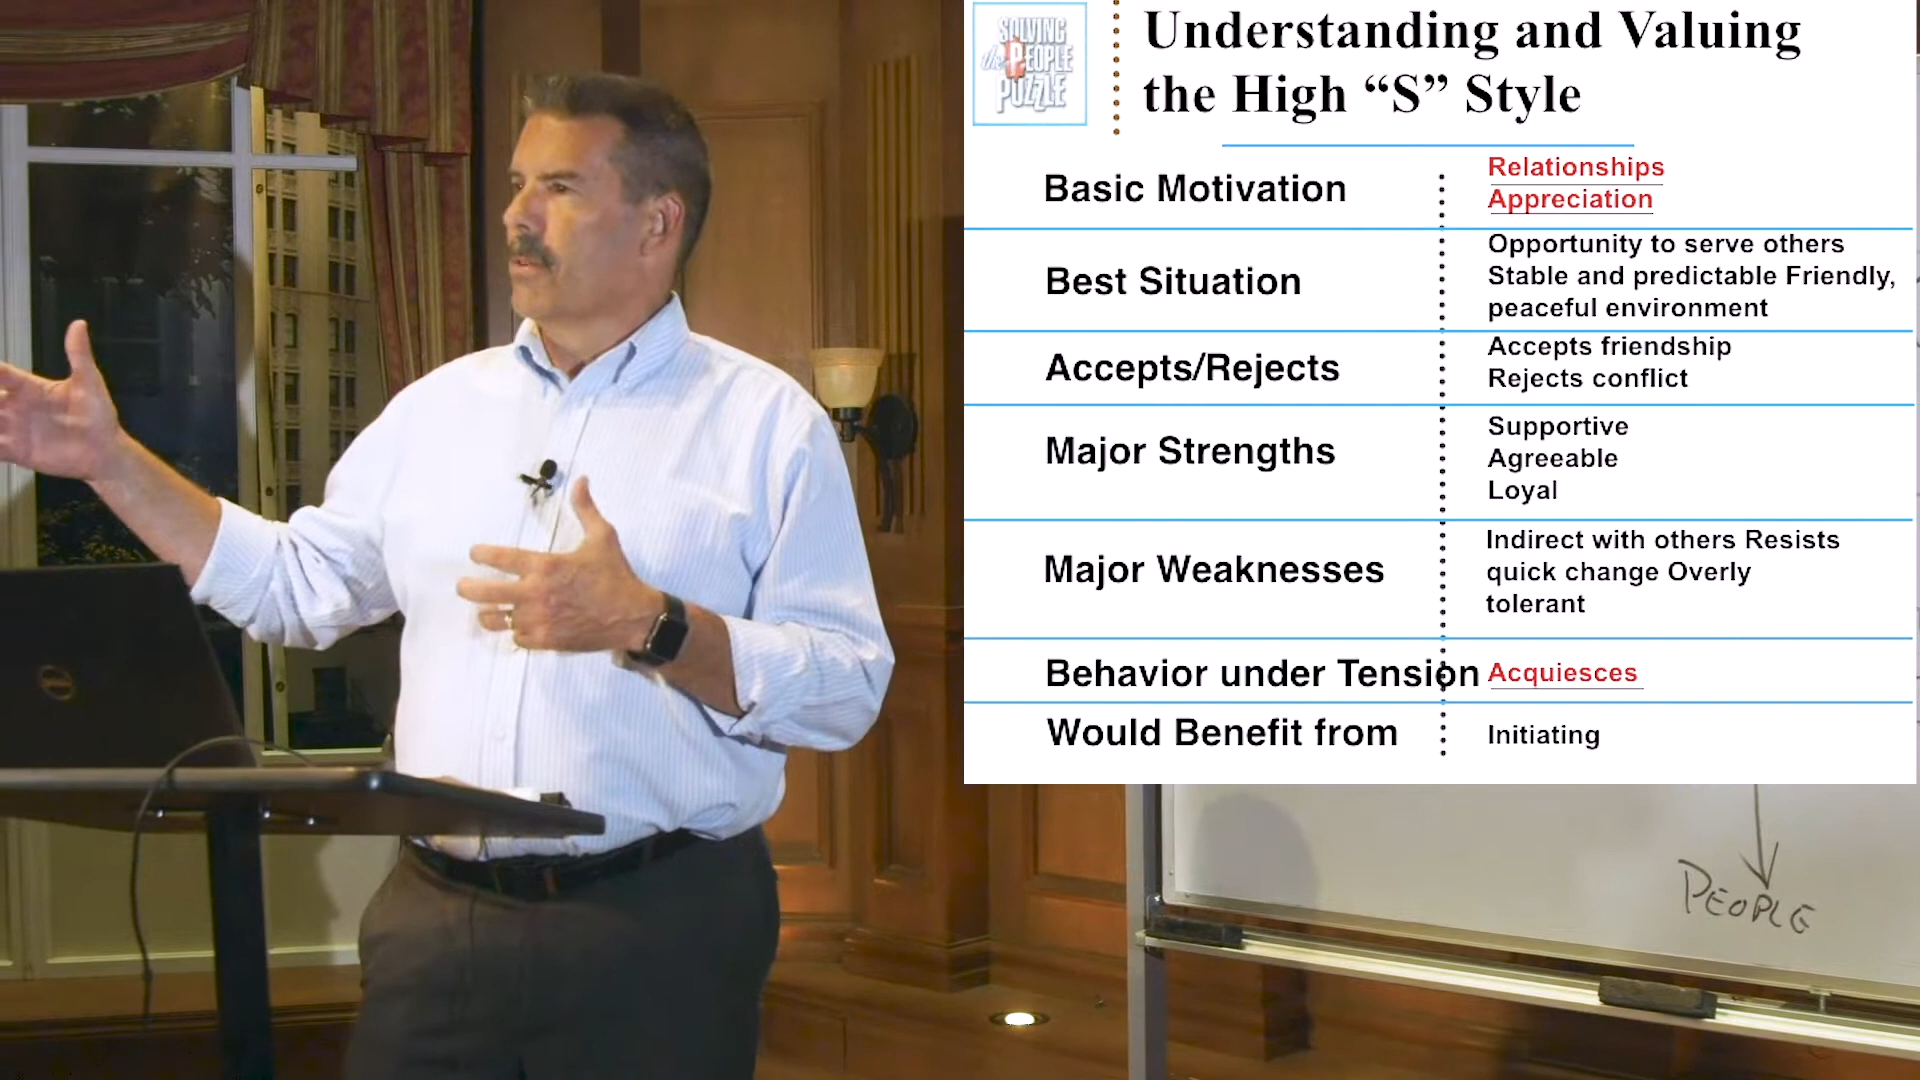 SOLVING
the PEOPLE
PUZZLE
Understanding and Valuing
the High “S” Style
Basic Motivation
Relationships
Appreciation
Best Situation
Opportunity to serve others
Stable and predictable Friendly,
peaceful environment
Accepts/Rejects
Accepts friendship
Rejects conflict
Major Strengths
Supportive
Agreeable
Loyal
Major Weaknesses
Indirect with others Resists
quick change Overly
tolerant
Behavior under Tension
Acquiesces
Would Benefit from
Initiating
PEOPLE